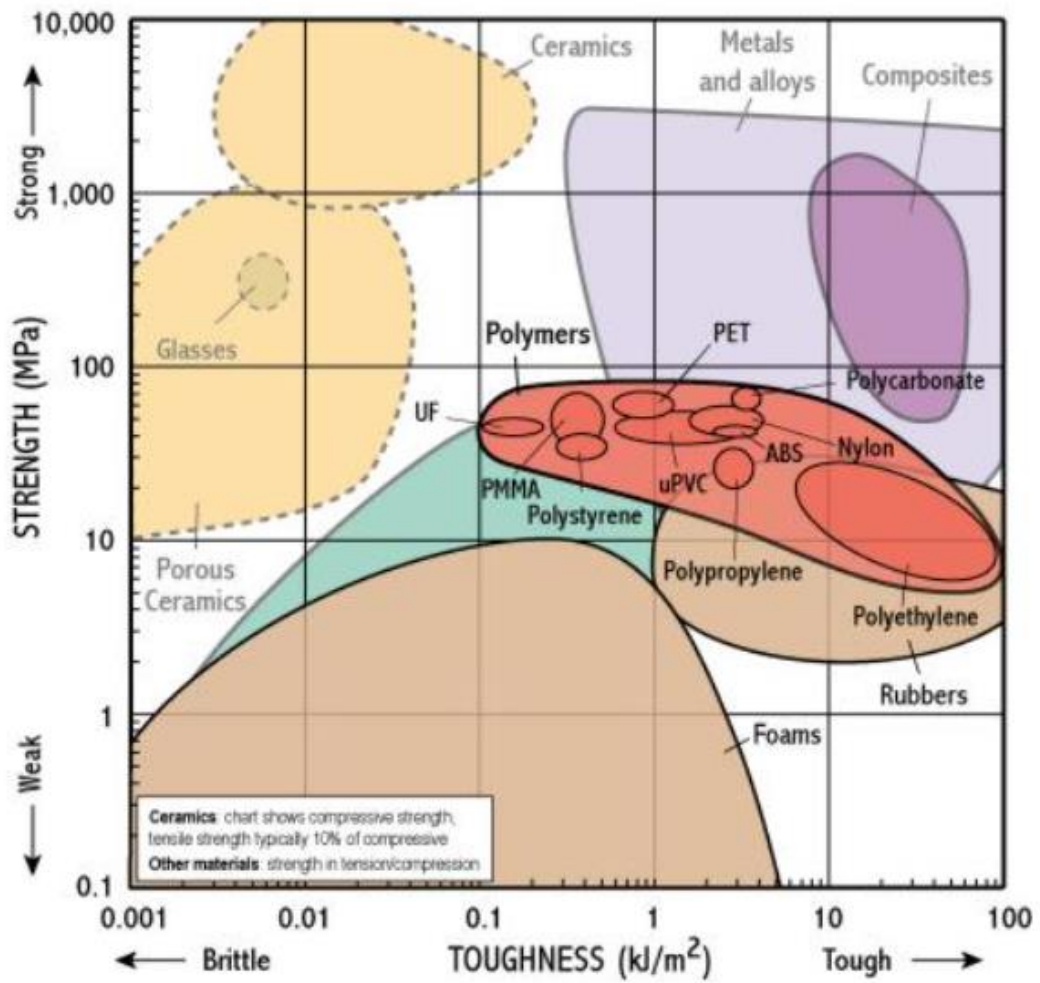 10,000
Ceramics
Metals
and alloys
Composites
Strong
1,000
STRENGTH (MPa)
Glasses
Polymers
PET
100
Polycarbonate
UF
ABS
Nylon
PMMA
uPVC
Polystyrene
10
Porous
Ceramics
Polypropylene
Polyethylene
Rubbers
1
Foams
Weak
Ceramics: chart shows compressive strength,
tensile strength typically 10% of compressive
Other materials: strength in tension/compression
0.1
0.001 0.01 0.1 1 10 100
Brittle TOUGHNESS (kJ/m²) Tough